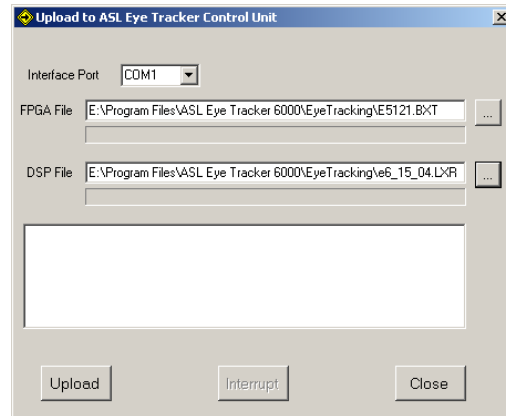 Upload to ASL Eye Tracker Control Unit
Interface Port COM1
FPGA File E:\Program Files\ASL Eye Tracker 6000\EyeTracking\E5121.BXT ...
DSP File E:\Program Files\ASL Eye Tracker 6000\EyeTracking\e6_15_04.LXR ...
Upload Interrupt Close